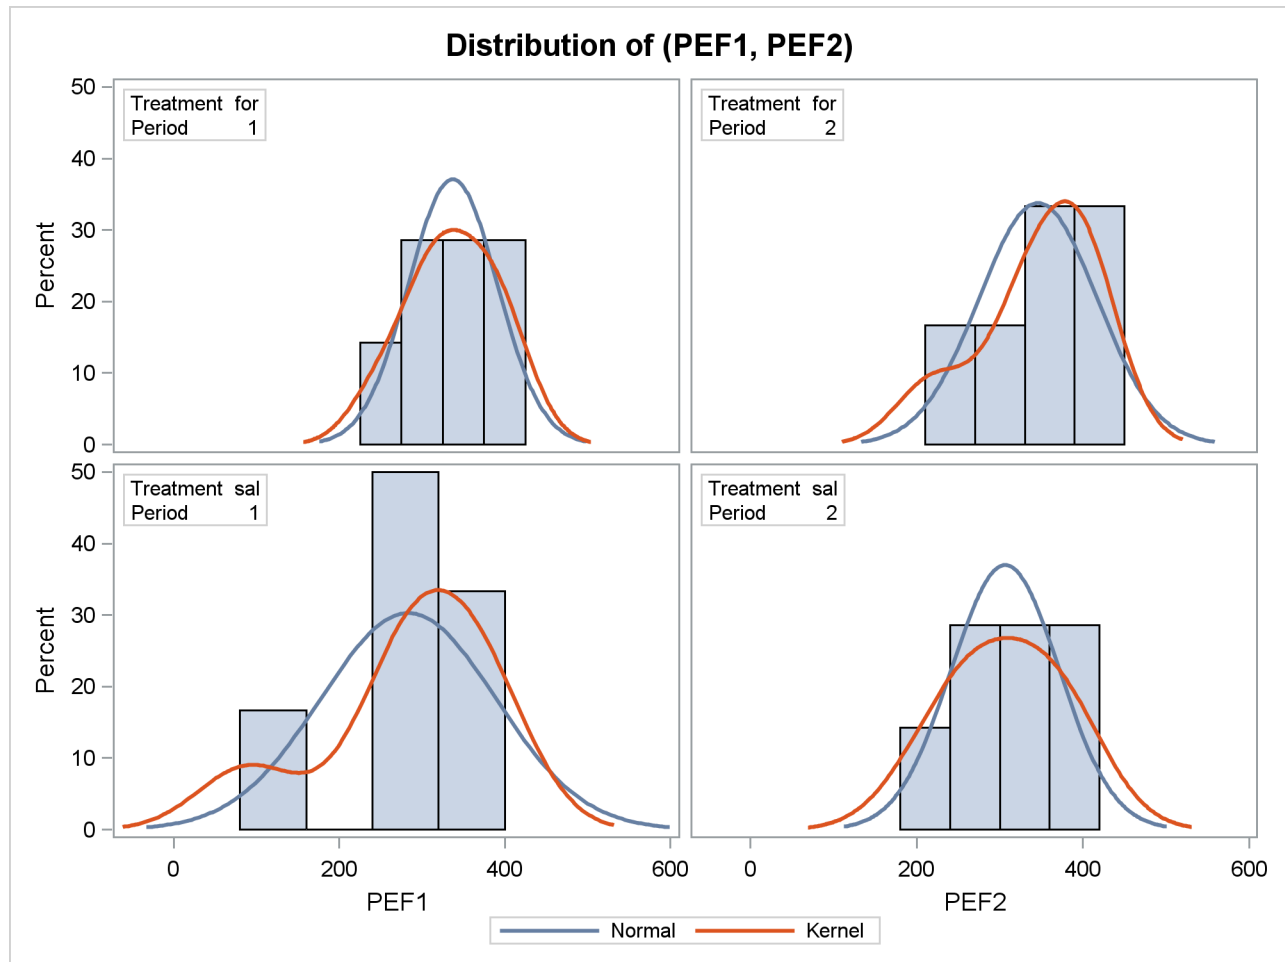 Distribution of (PEF1, PEF2)
Treatment for
Period 1
Treatment for
Period 2
50
40
30
20
10
0
Percent
Treatment sal
Period 1
Treatment sal
Period 2
50
40
30
20
10
0
Percent
0 200 400 600
0 200 400 600
PEF1
PEF2
Normal Kernel